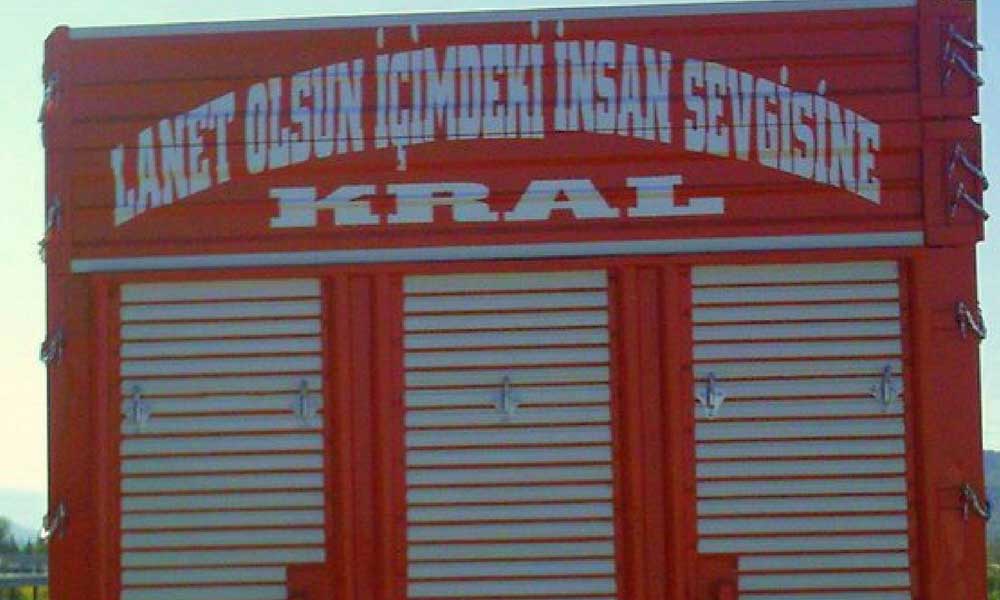 LANET OLSUN İÇİMDEKİ İNSAN SEVGİSİNE
KRAL